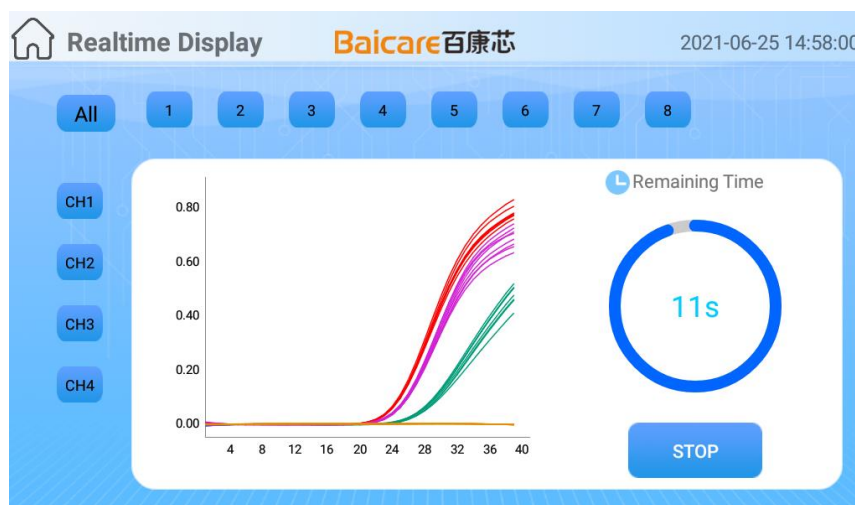 Realtime Display
Baicare百康芯
2021-06-25 14:58:00
All 1 2 3 4 5 6 7 8
CH1
CH2
CH3
CH4
0.80
0.60
0.40
0.20
0.00
4 8 12 16 20 24 28 32 36 40
Remaining Time
11s
STOP